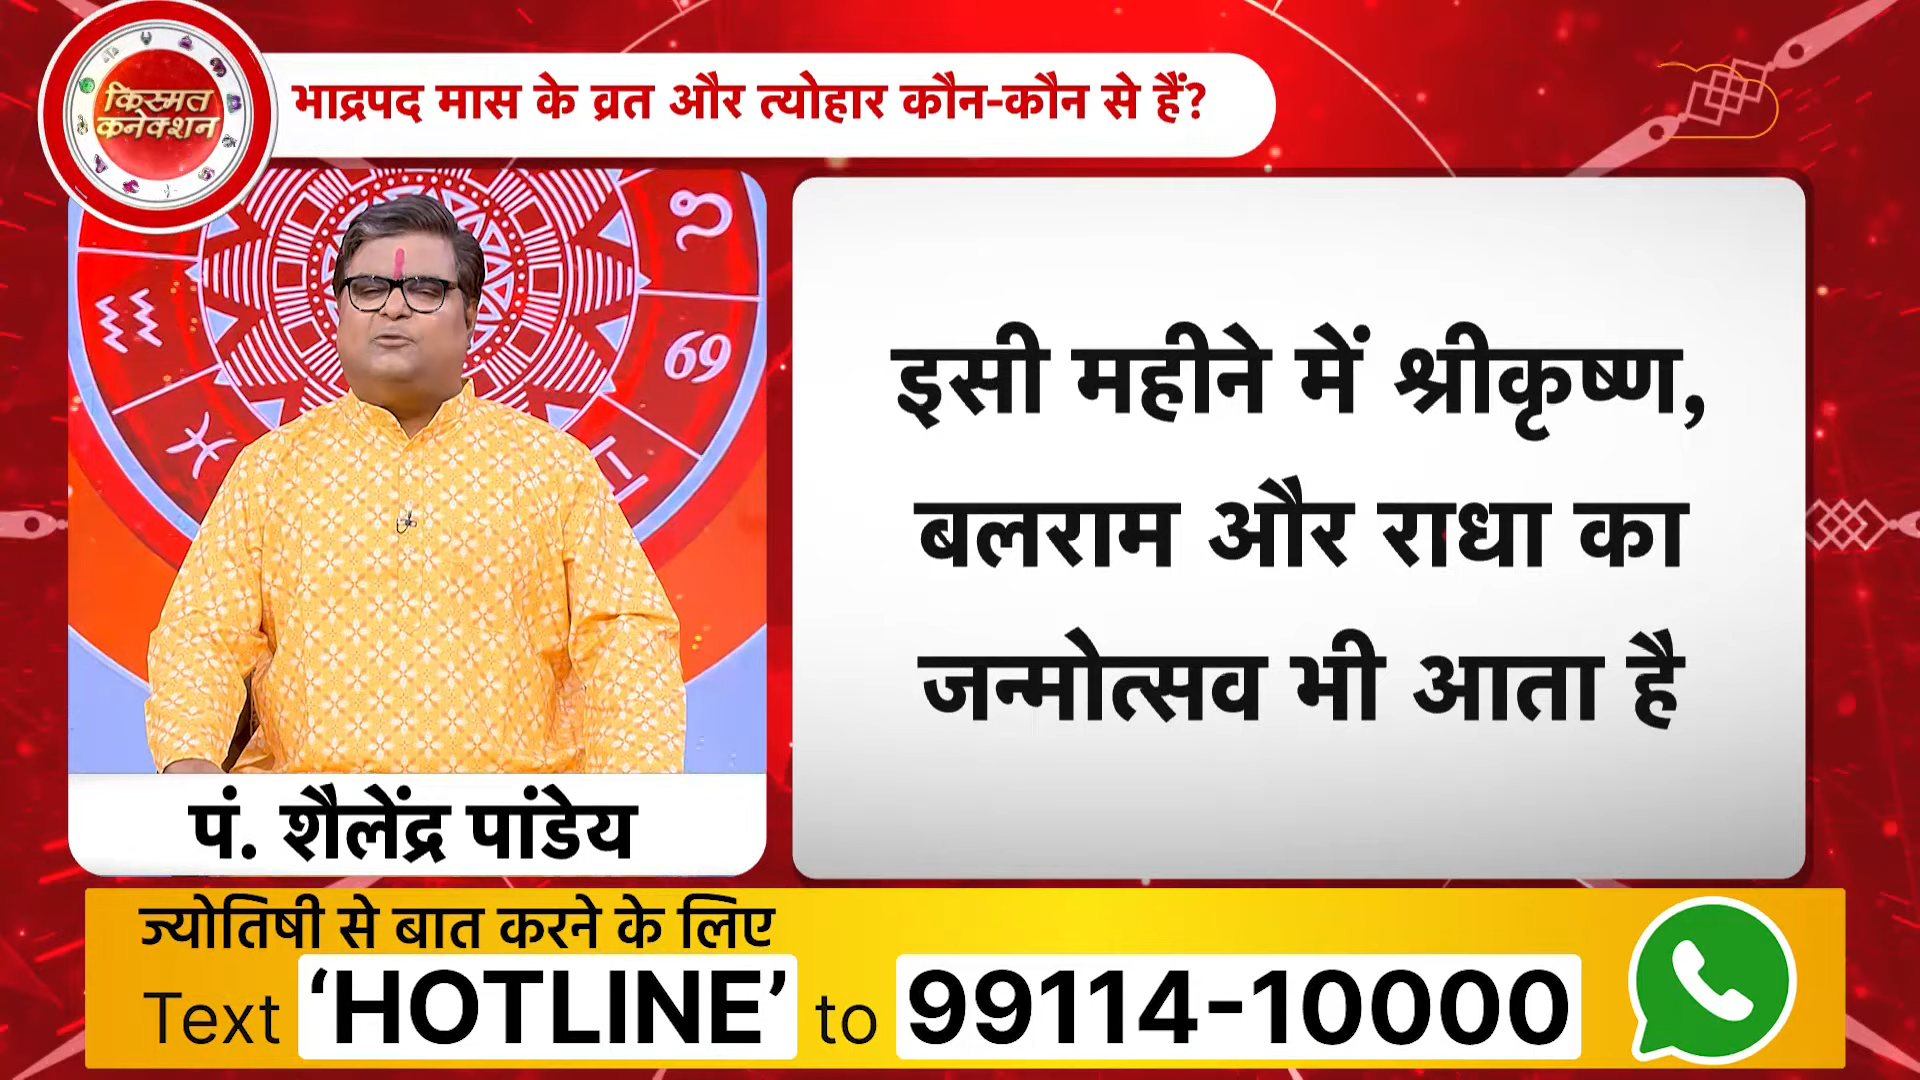 किस्मत
कनेक्शन
भाद्रपद मास के व्रत और त्योहार कौन-कौन से हैं?
इसी महीने में श्रीकृष्ण,
बलराम और राधा का
जन्मोत्सव भी आता है
पं. शैलेंद्र पांडेय
ज्योतिषी से बात करने के लिए
Text 'HOTLINE' to 99114-10000